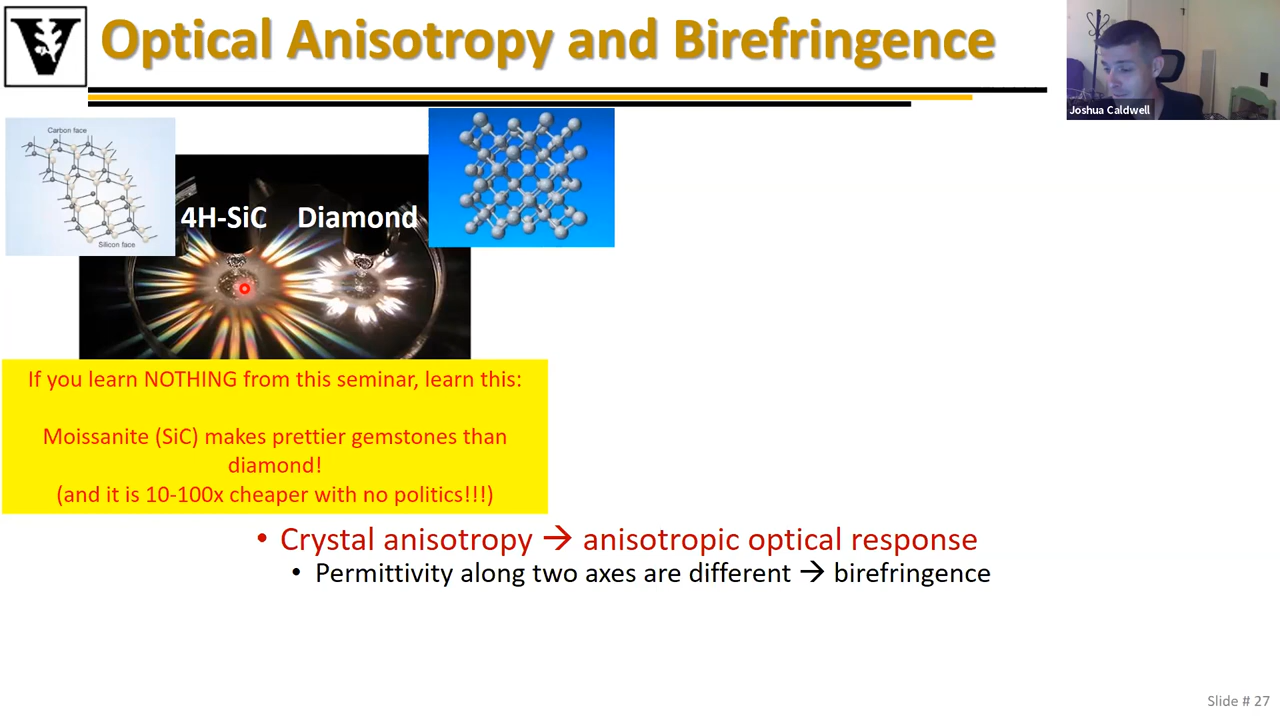 Optical Anisotropy and Birefringence
Joshua Caldwell
Carbon face
Silicon face
4H-SiC Diamond
If you learn NOTHING from this seminar, learn this:
Moissanite (SiC) makes prettier gemstones than
diamond!
(and it is 10-100x cheaper with no politics!!!)
• Crystal anisotropy → anisotropic optical response
• Permittivity along two axes are different → birefringence
Slide # 27